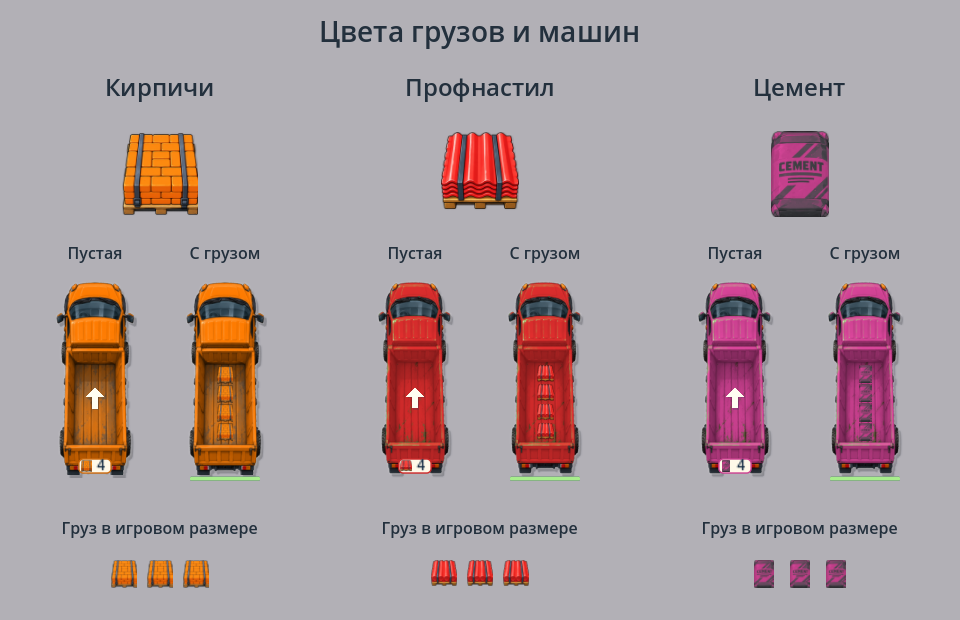 Цвета грузов и машин
Кирпичи
Профнастил
Цемент
CEMENT
Пустая
С грузом
Пустая
С грузом
Пустая
С грузом
4
4
4
Груз в игровом размере
Груз в игровом размере
Груз в игровом размере